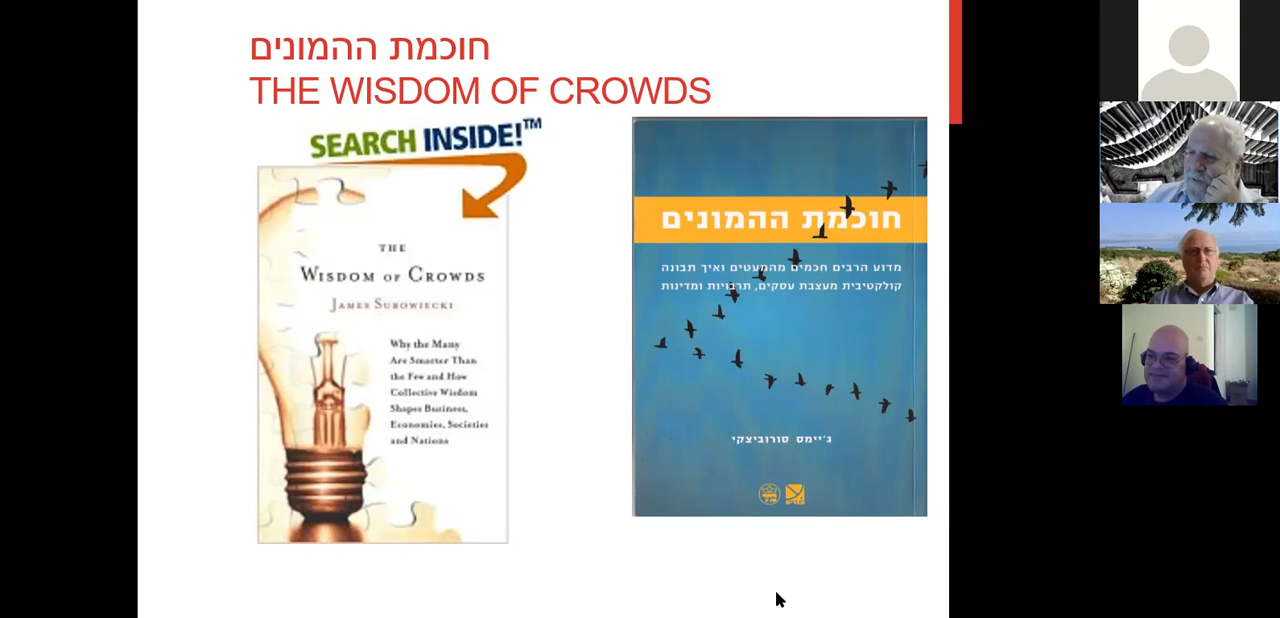 חוכמת ההמונים
THE WISDOM OF CROWDS
SEARCH INSIDE!™
THE
WISDOM OF CROWDS
JAMES SUROWIECKI
Why the Many
Are Smarter Than
the Few and How
Collective Wisdom
Shapes Business,
Economies, Societies
and Nations
חוכמת ההמונים
מדוע הרבים חכמים מהמעטים ואיך תבונה
קולקטיבית מעצבת עסקים, תרבויות ומדינות
ג'יימס סורוביצקי